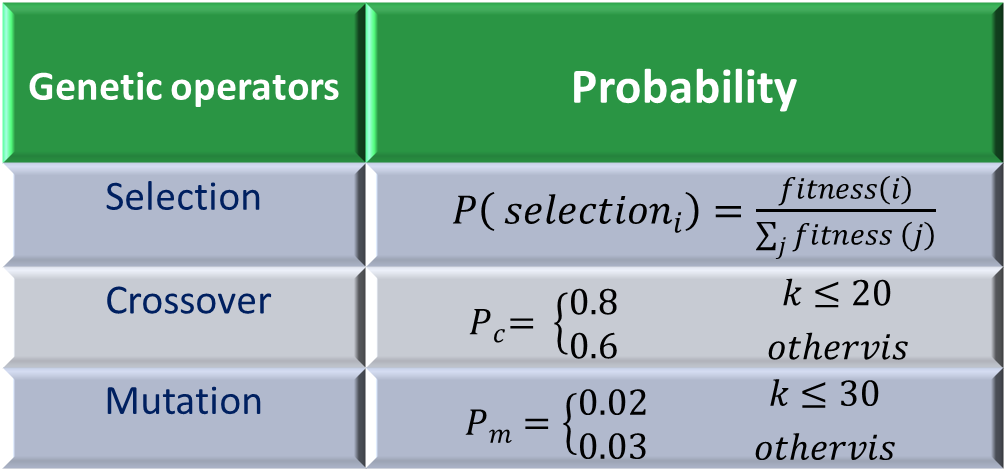 Genetic operators Probability
Selection P( selection_i) = fitness(i) / ∑_j fitness (j)
Crossover P_c= { 0.8 k ≤ 20
0.6 othervis
Mutation P_m = { 0.02 k ≤ 30
0.03 othervis